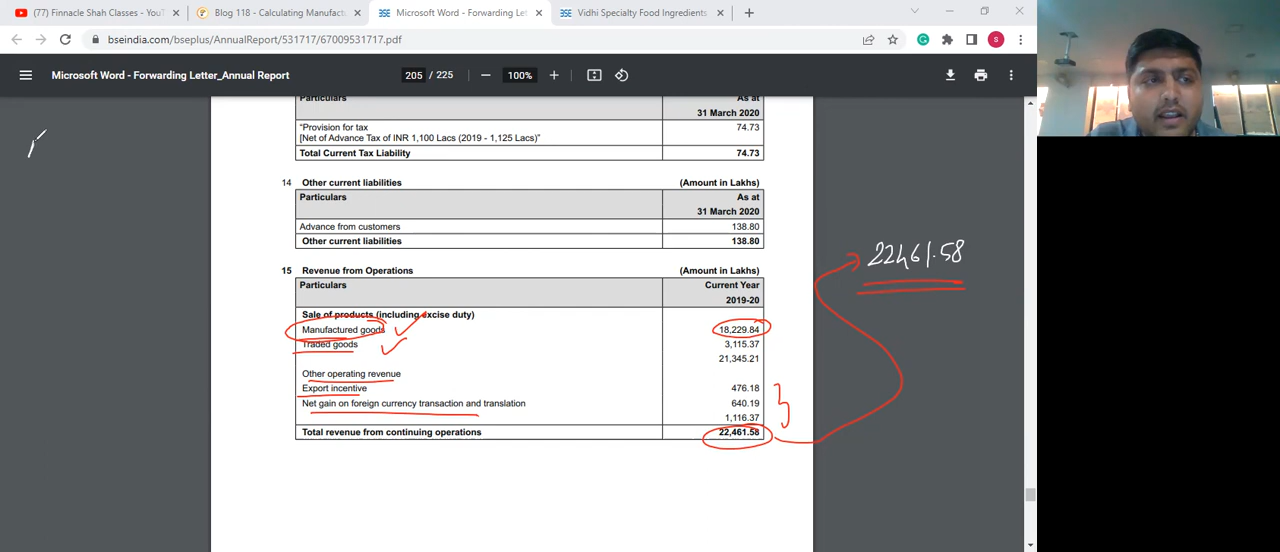 (77) Finnacle Shah Classes - YouT
Blog 118 - Calculating Manufact
Microsoft Word - Forwarding Let
Vidhi Specialty Food Ingredients
bseindia.com/bseplus/AnnualReport/531717/67009531717.pdf
S
Microsoft Word - Forwarding Letter_Annual Report
205 / 225
100%
Particulars As at
31 March 2020
"Provision for tax 74.73
[Net of Advance Tax of INR 1,100 Lacs (2019 - 1,125 Lacs)"
Total Current Tax Liability 74.73
14 Other current liabilities (Amount in Lakhs)
Particulars As at
31 March 2020
Advance from customers 138.80
Other current liabilities 138.80
15 Revenue from Operations (Amount in Lakhs)
Particulars Current Year
2019-20
Sale of products (including excise duty)
Manufactured goods 18,229.84
Traded goods 3,115.37
21,345.21
Other operating revenue
Export incentive 476.18
Net gain on foreign currency transaction and translation 640.19
1,116.37
Total revenue from continuing operations 22,461.58
22461.58